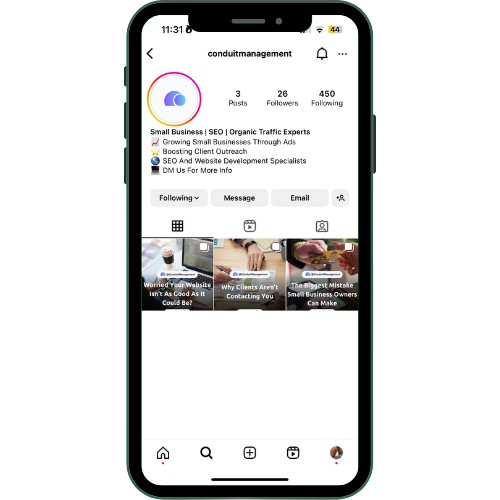 11:31
44
conduitmanagement
3
26
450
Posts
Followers
Following
Small Business | SEO | Organic Traffic Experts
Growing Small Businesses Through Ads
Boosting Client Outreach
SEO And Website Development Specialists
DM Us For More Info
Following
Message
Email
@ConduitManagement
Worried Your Website
Isn't As Good As It
Could Be?
@ConduitManagement
Why Clients Aren't
Contacting You
@ConduitManagement
The Biggest Mistake
Small Business Owners
Can Make